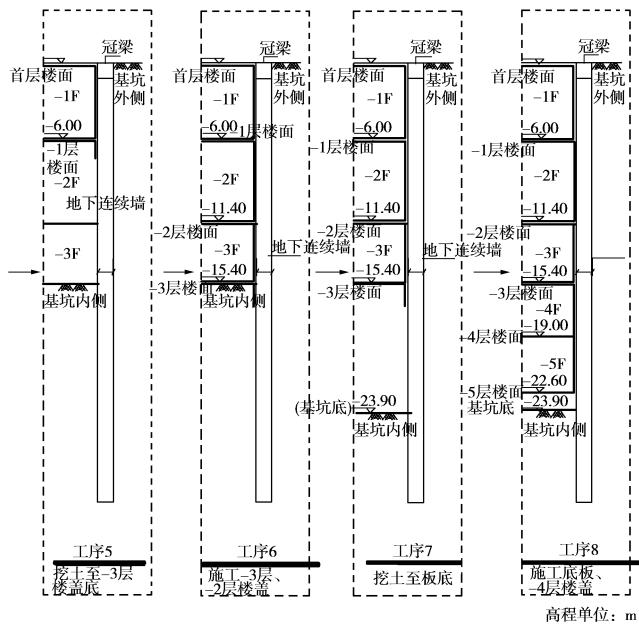 冠梁
首层楼面
基坑
外侧
-1F
-6.00
-1层
楼面
-2F
地下连续墙
-3F
基坑内侧
工序5
挖土至-3层
楼盖底
冠梁
首层楼面
基坑
外侧
-1F
-6.00
-1层楼面
-2F
-11.40
-2层楼面
地下连续墙
-3F
-15.40
-3层楼面
基坑内侧
工序6
施工-3层、
-2层楼盖
冠梁
首层楼面
基坑
外侧
-1F
-6.00
-1层楼面
-2F
-11.40
-2层楼面
-3F
地下连续墙
-15.40
-3层楼面
-23.90
(基坑底)
基坑内侧
工序7
挖土至板底
冠梁
首层楼面
基坑
外侧
-1F
-6.00
-1层楼面
-2F
-11.40
-2层楼面
-3F
-15.40
-3层楼面
-4F
-19.00
-4层楼面
-5F
-22.60
-5层楼面
-23.90
基坑底
基坑内侧
工序8
施工底板、
-4层楼盖
高程单位：m